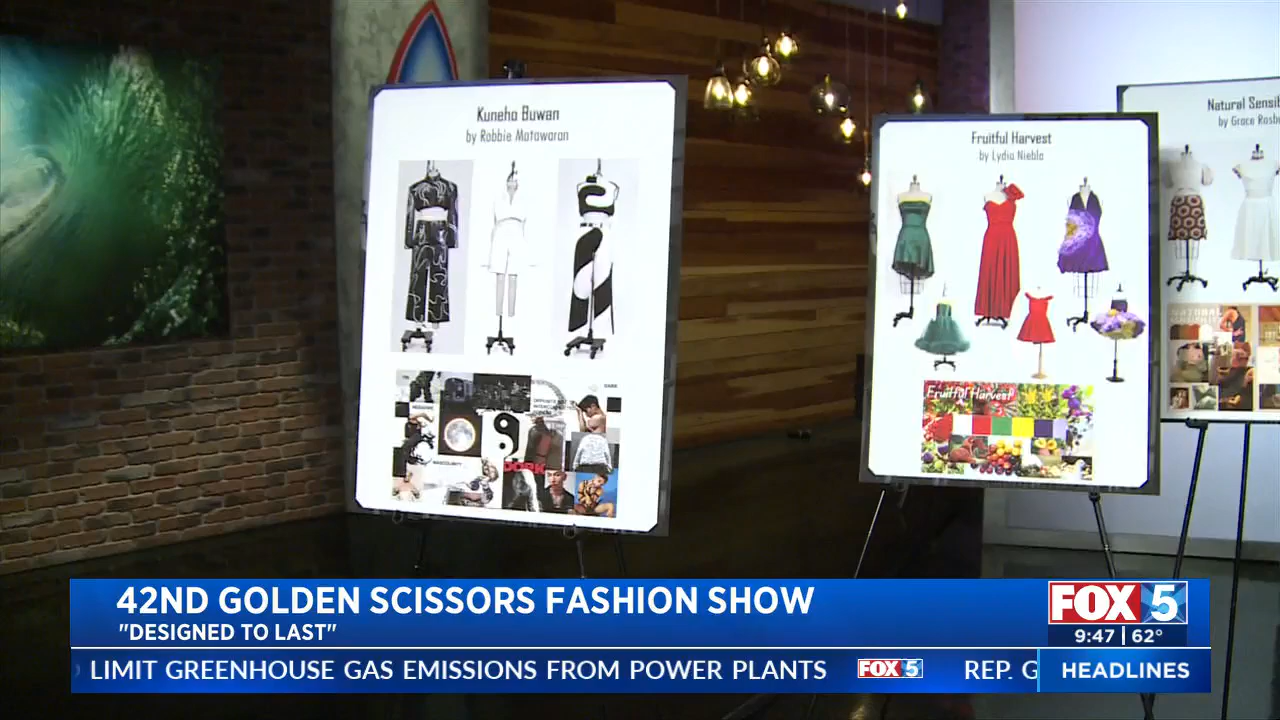 Kuneho Buwan
by Robbie Matawaran
Fruitful Harvest
by Lydia Niebla
Natural Sensib
by Grace Rosb
Fruitful Harvest
DORK
MASCULINITY
42ND GOLDEN SCISSORS FASHION SHOW
"DESIGNED TO LAST"
FOX 5
9:47 | 62°
LIMIT GREENHOUSE GAS EMISSIONS FROM POWER PLANTS FOX 5 REP. G
HEADLINES